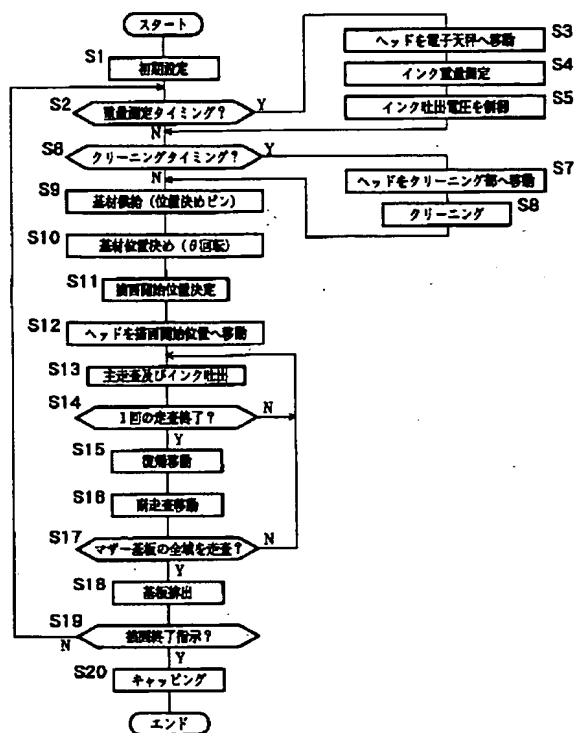 スタート
S1
初期設定
S2
重量測定タイミング?
Y
N
S3
ヘッドを電子天秤へ移動
S4
インク重量測定
S5
インク吐出電圧を制御
S6
クリーニングタイミング?
Y
N
S7
ヘッドをクリーニング部へ移動
S8
クリーニング
S9
基材供給(位置決めピン)
S10
基材位置決め(θ回転)
S11
描画開始位置決定
S12
ヘッドを描画開始位置へ移動
S13
主走査及びインク吐出
S14
1回の走査終了?
N
Y
S15
復帰移動
S16
副走査移動
S17
マザー基板の全域を走査?
N
Y
S18
基板排出
S19
描画終了指示?
N
Y
S20
キャッピング
エンド